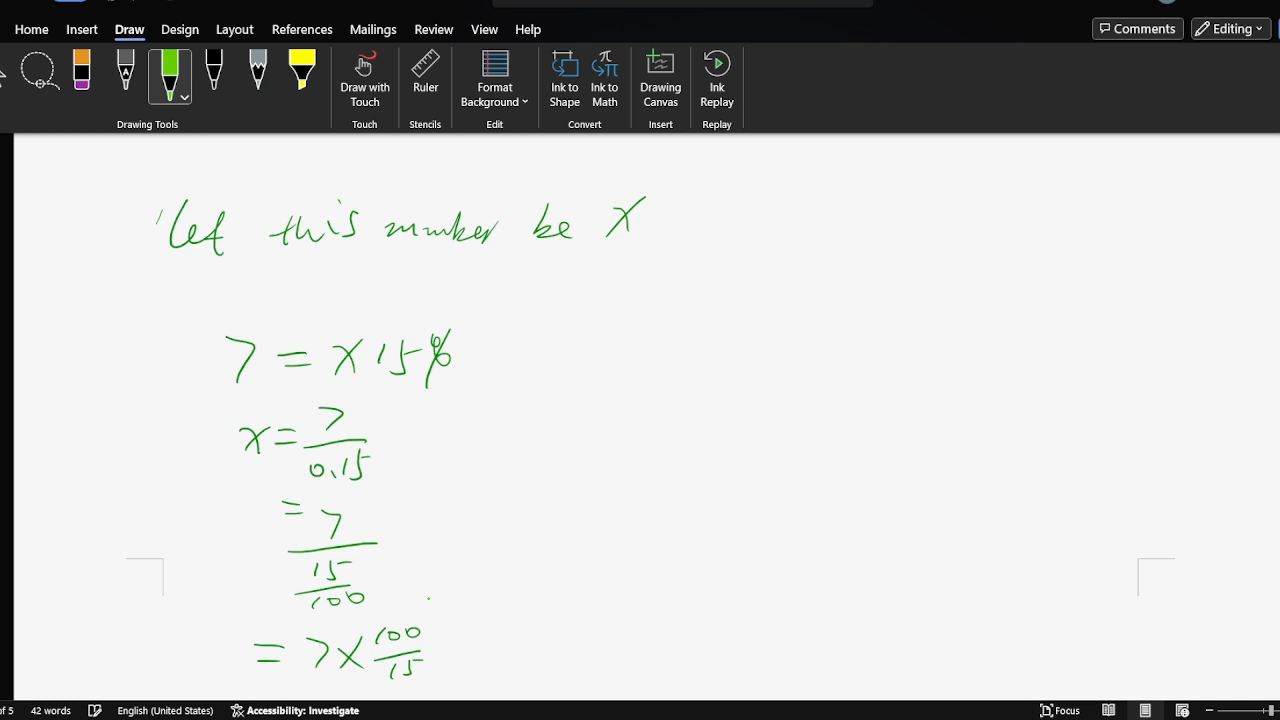 Home Insert Draw Design Layout References Mailings Review View Help
Comments Editing
Draw with Touch
Ruler
Format Background
Ink to Shape
Ink to Math
Drawing Canvas
Ink Replay
Drawing Tools Touch Stencils Edit Convert Insert Replay
Let this number be x
7 = x 15%
x = 7/0.15
= 7/(15/100)
= 7 x 100/15
of 5 42 words English (United States) Accessibility: Investigate Focus